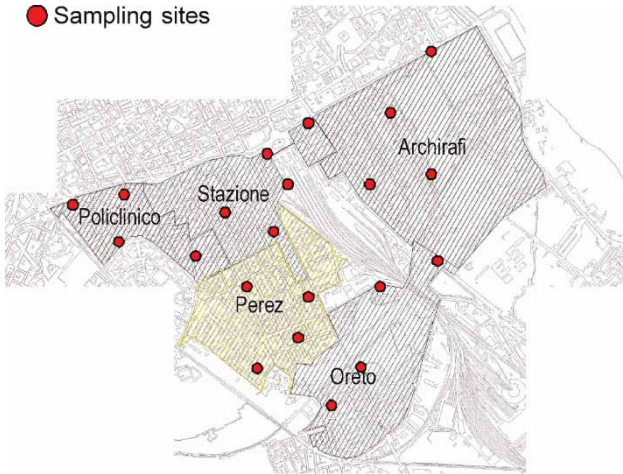 Sampling sites
Archirafi
Stazione
Policlinico
Perez
Oreto